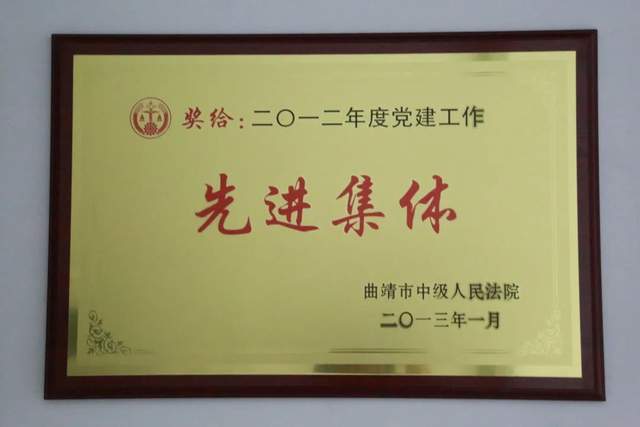 奖给：二〇一二年度党建工作
先进集体
曲靖市中级人民法院
二〇一三年一月